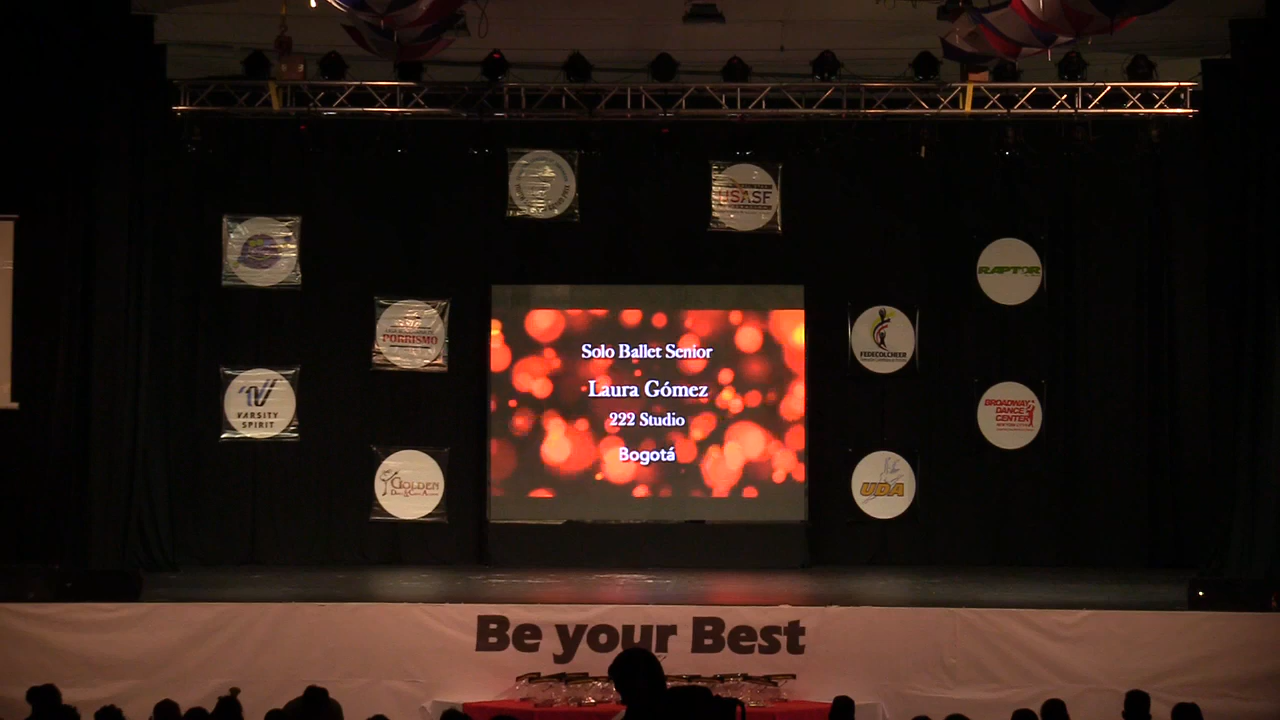 USASF
RAPTOR
PORRISMO
FEDECOLCHEER
VARSITY
SPIRIT
BROADWAY
DANCE
CENTER
GOLDEN
UDA
Solo Ballet Senior
Laura Gómez
222 Studio
Bogotá
Be your Best